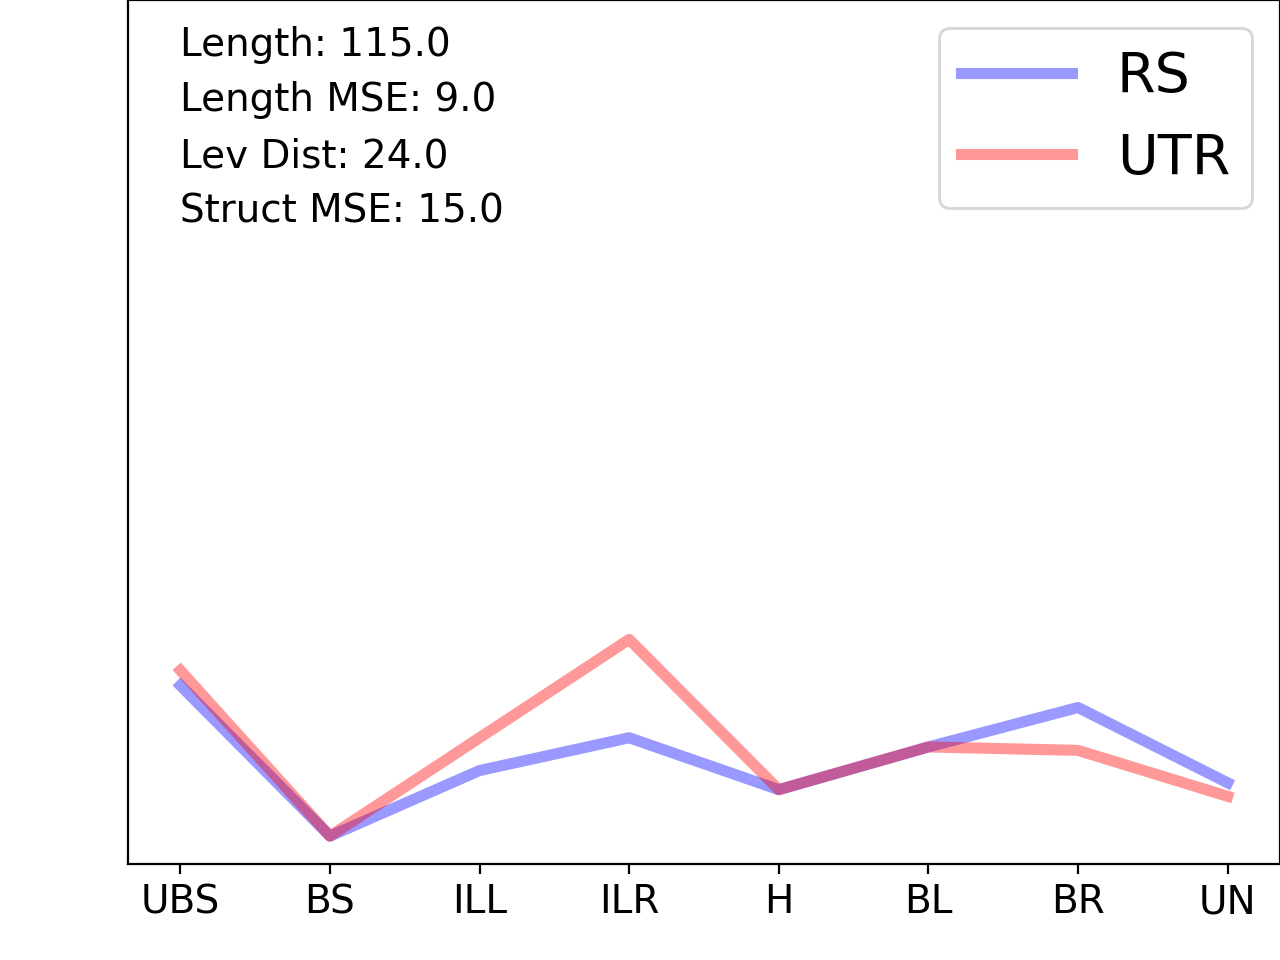 Length: 115.0
Length MSE: 9.0
Lev Dist: 24.0
Struct MSE: 15.0
RS
UTR
UBS BS ILL ILR H BL BR UN